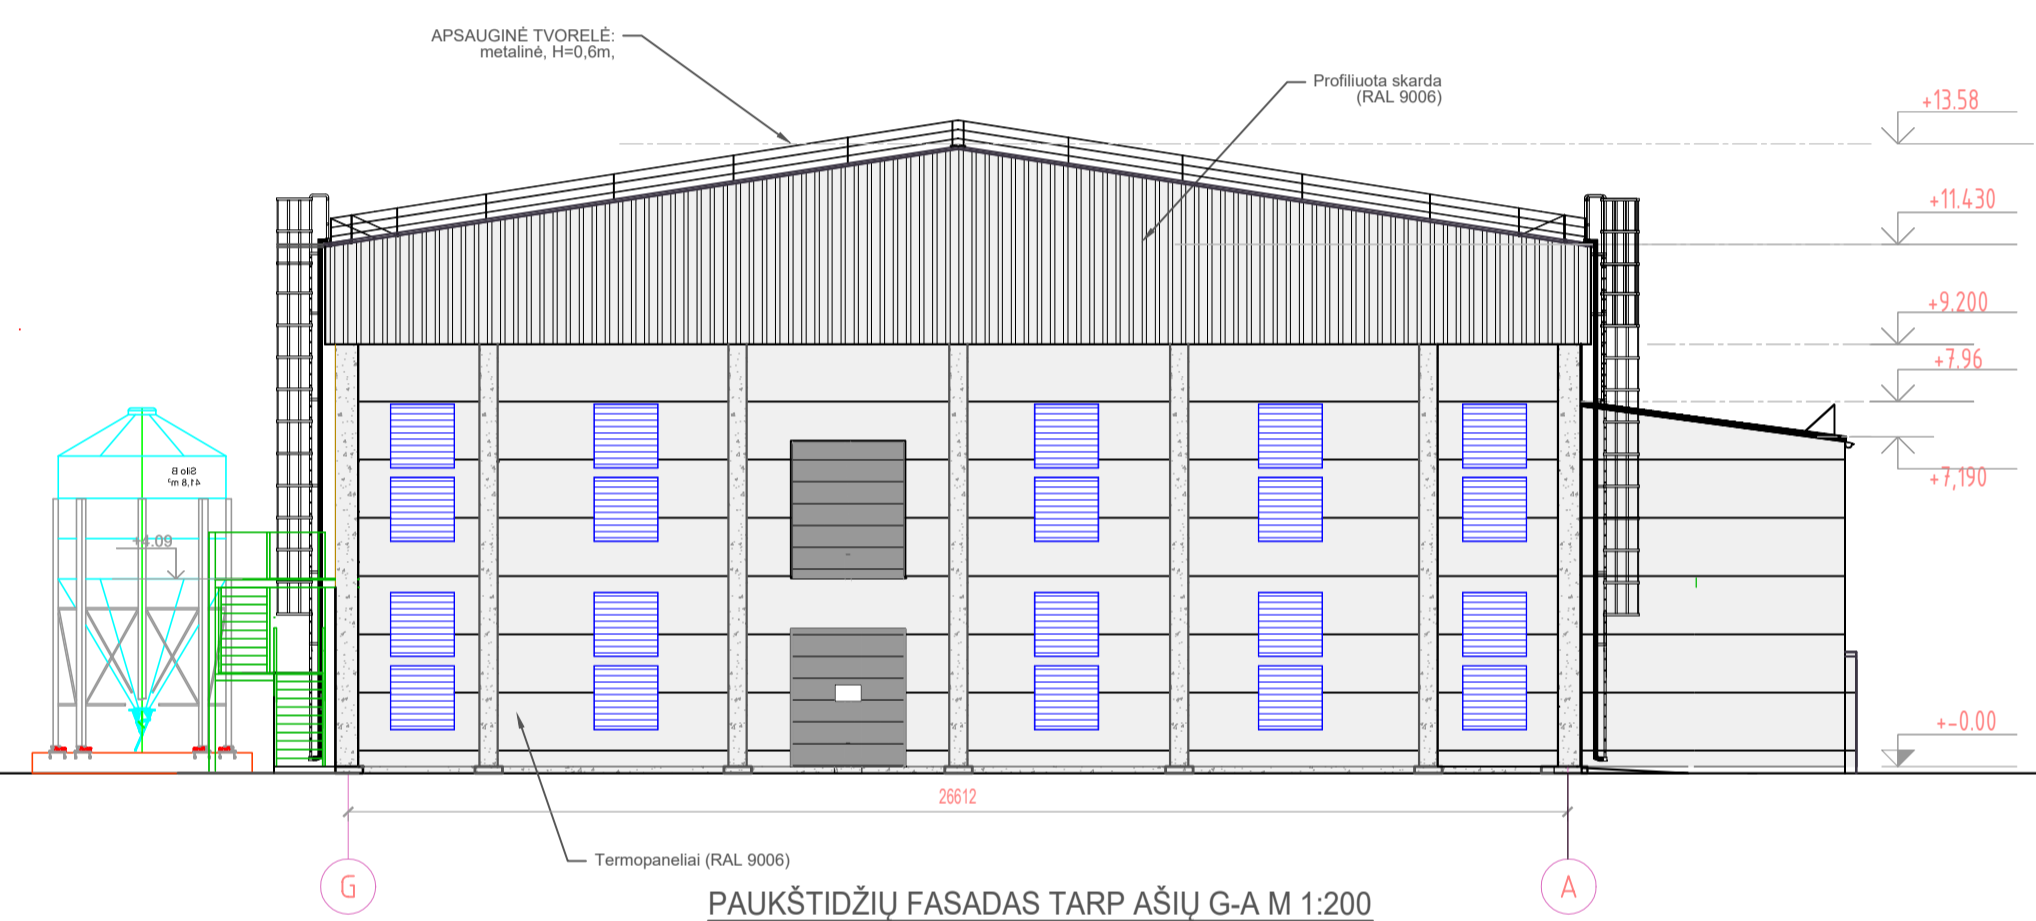 APSAUGINĖ TVORELĖ:
metalinė, H=0,6m,
Profiliuota skarda
(RAL 9006)
+13.58
+11.430
+9.200
+7.96
+7,190
Silo B
41,8 m³
+4.09
+-0.00
26612
Termopaneliai (RAL 9006)
G
A
PAUKŠTIDŽIŲ FASADAS TARP AŠIŲ G-A M 1:200